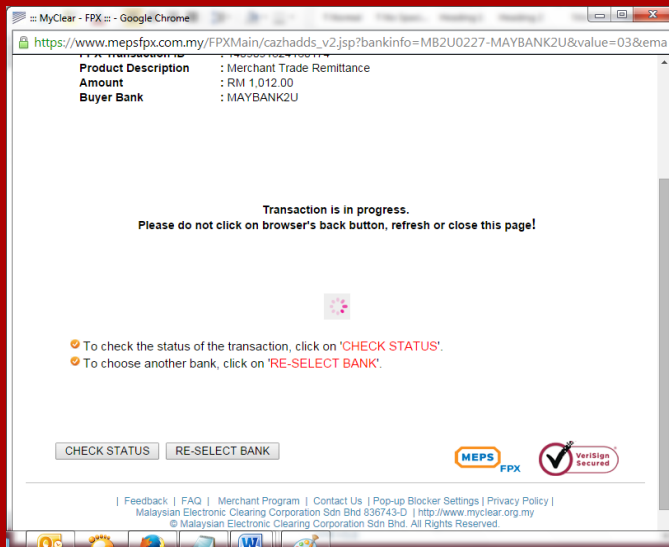 ::: MyClear - FPX ::: - Google Chrome
https://www.mepsfpx.com.my/FPXMain/cazhadds_v2.jsp?bankinfo=MB2U0227-MAYBANK2U&value=03&ema
Product Description : Merchant Trade Remittance
Amount : RM 1,012.00
Buyer Bank : MAYBANK2U
Transaction is in progress.
Please do not click on browser's back button, refresh or close this page!
To check the status of the transaction, click on 'CHECK STATUS'.
To choose another bank, click on 'RE-SELECT BANK'.
CHECK STATUS RE-SELECT BANK
MEPS FPX
VeriSign Secured
| Feedback | FAQ | Merchant Program | Contact Us | Pop-up Blocker Settings | Privacy Policy |
Malaysian Electronic Clearing Corporation Sdn Bhd 836743-D | http://www.myclear.org.my
© Malaysian Electronic Clearing Corporation Sdn Bhd. All Rights Reserved.